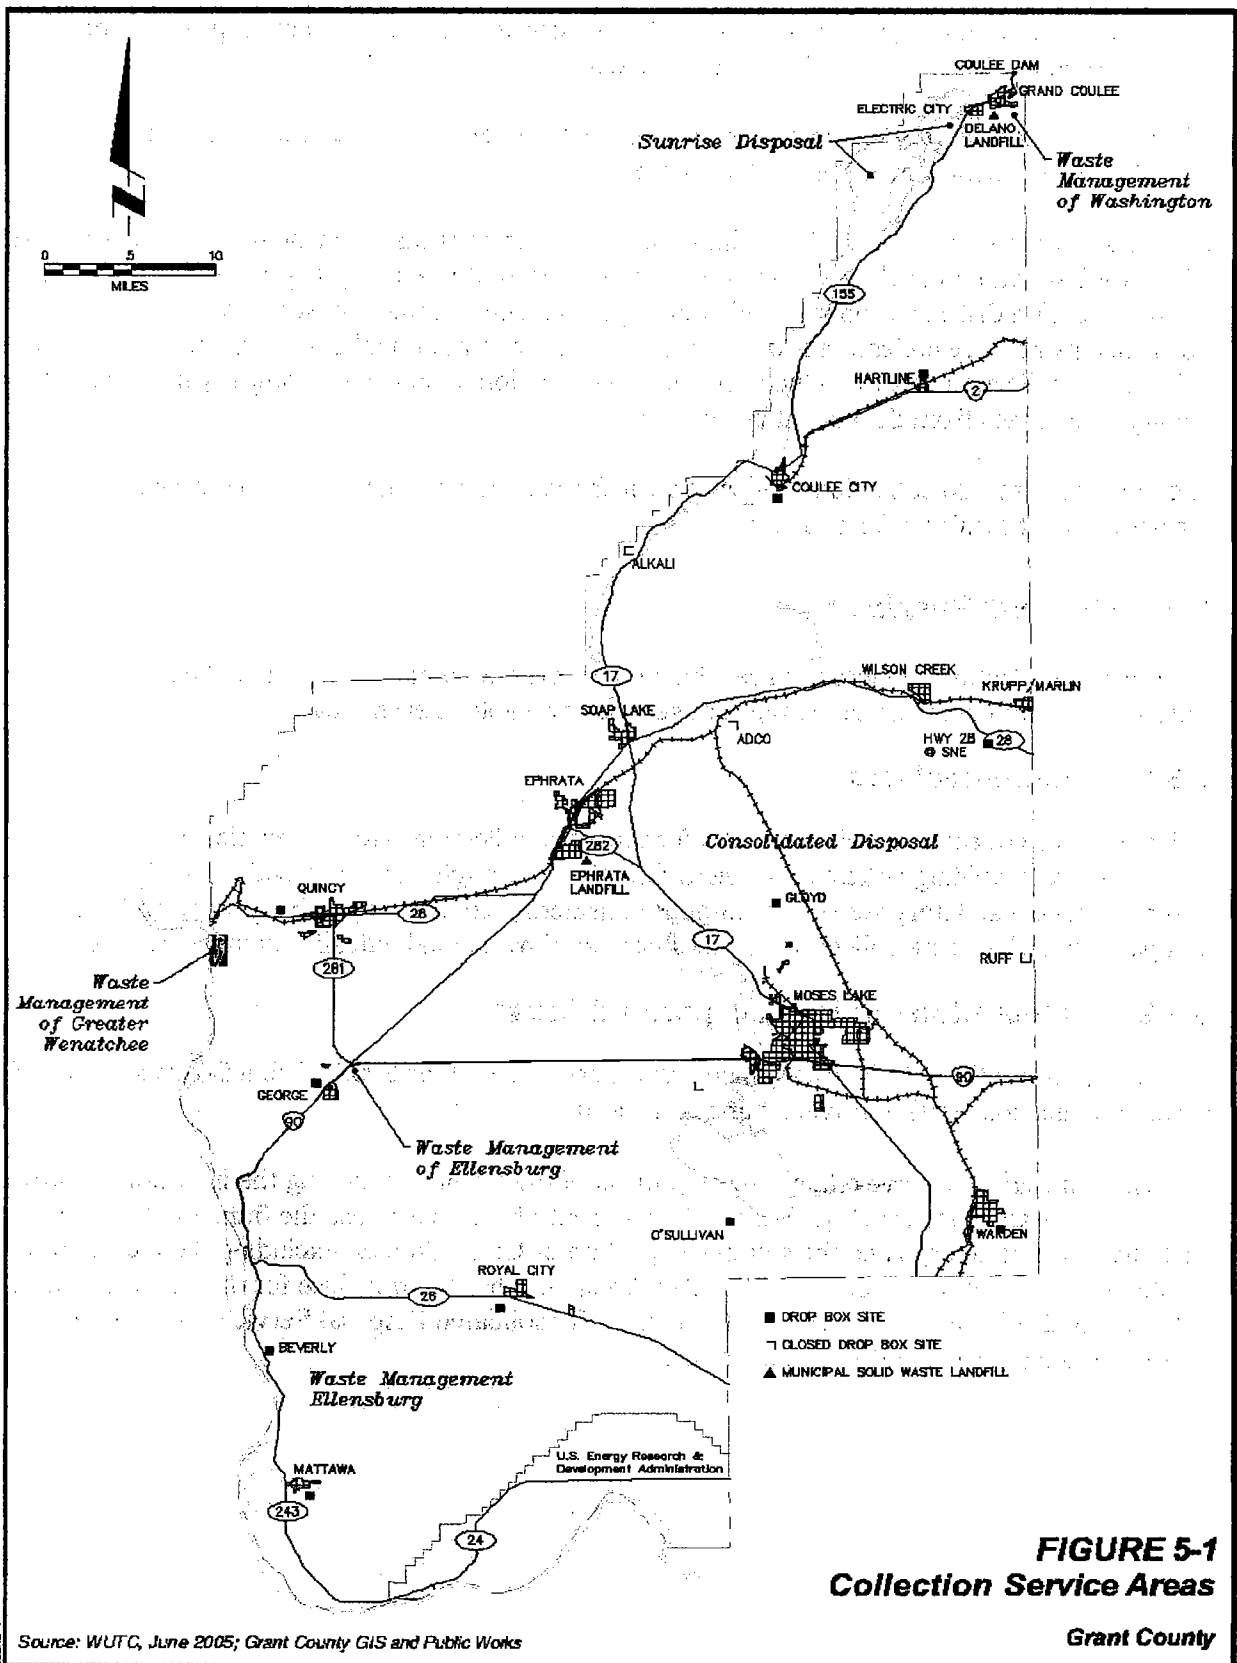 COULEE DAM
GRAND COULEE
ELECTRIC CITY
DELANO
LANDFILL
Sunrise Disposal
Waste
Management
of Washington
0 5 10
MILES
155
HARTLINE
2
COULEE CITY
ALKALI
17
WILSON CREEK
KRUPP/MARLIN
SOAP LAKE
ADCO
HWY 28
@ SNE
28
EPHRATA
282
Consolidated Disposal
EPHRATA
LANDFILL
QUINCY
28
GLOYD
17
RUFF
281
Waste
Management
of Greater
Wenatchee
MOSES LAKE
90
GEORGE
90
Waste Management
of Ellensburg
O'SULLIVAN
WARDEN
ROYAL CITY
26
DROP BOX SITE
CLOSED DROP BOX SITE
MUNICIPAL SOLID WASTE LANDFILL
BEVERLY
Waste Management
Ellensburg
U.S. Energy Research &
Development Administration
MATTAWA
243
24
FIGURE 5-1
Collection Service Areas
Grant County
Source: WUTC, June 2005; Grant County GIS and Public Works